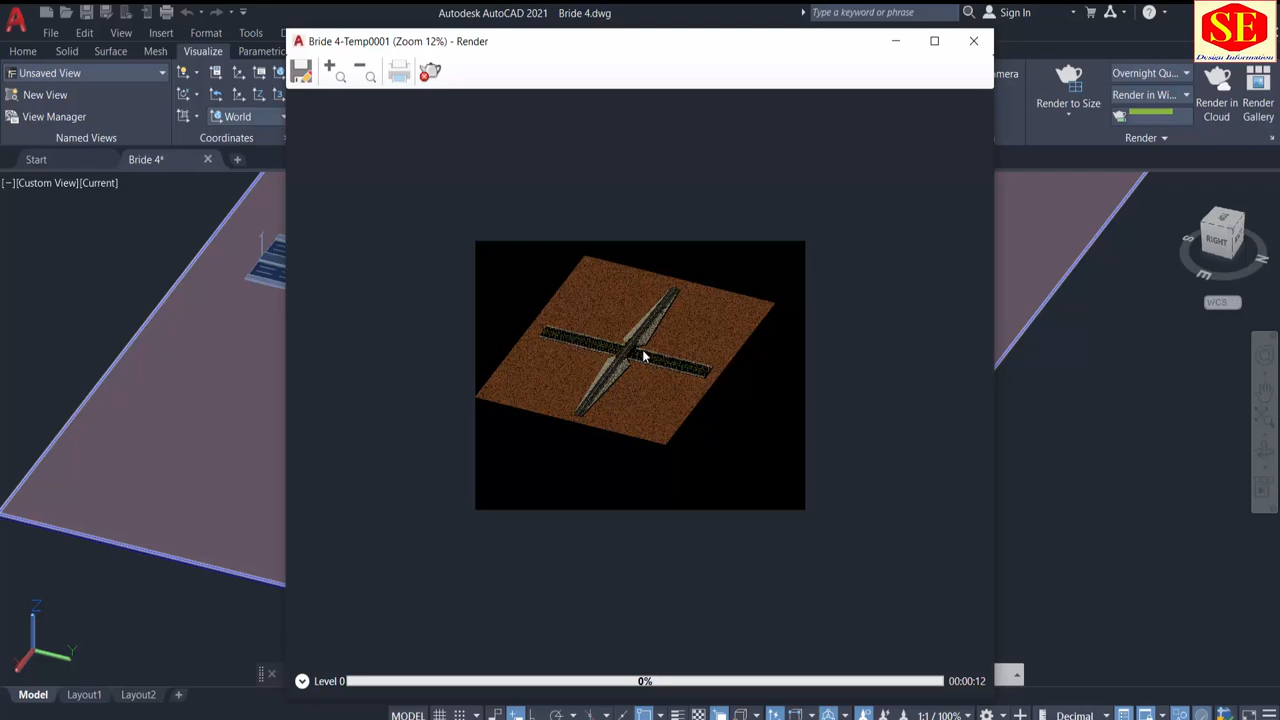 Autodesk AutoCAD 2021 Bride 4.dwg
Type a keyword or phrase
Sign In
SE
Design Information
File Edit View Insert Format Tools
Home Solid Surface Mesh Visualize Parametric
Bride 4-Temp0001 (Zoom 12%) - Render
Unsaved View
New View
View Manager
Named Views
World
Coordinates
amera
Render to Size
Overnight Qu...
Render in Wi...
Render in Cloud
Render Gallery
Render
Start
Bride 4*
[−][Custom View][Current]
RIGHT
S
E
N
WCS
Z
Y
X
Level 0
0%
00:00:12
Model Layout1 Layout2
MODEL
1:1 / 100%
Decimal